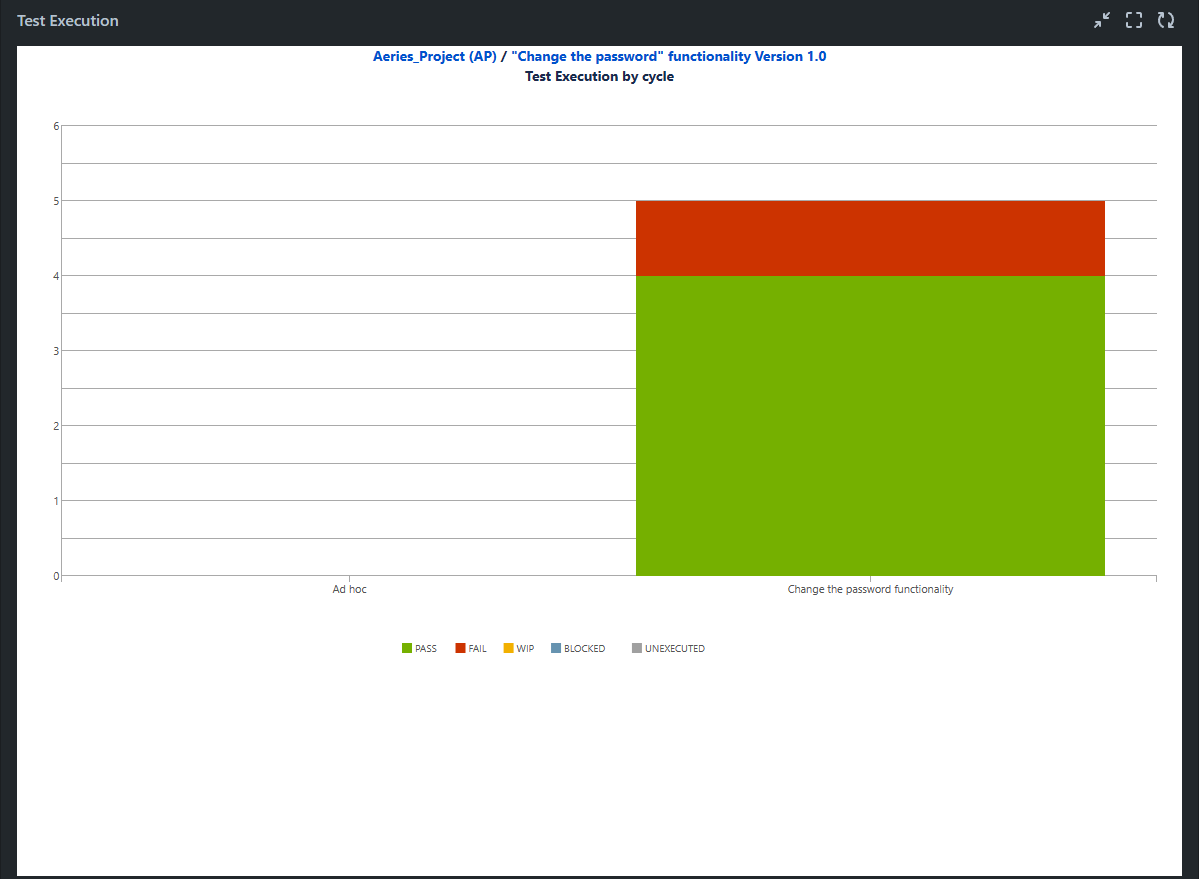 Test Execution
Aeries_Project (AP) / "Change the password" functionality Version 1.0
Test Execution by cycle
6
5
4
3
2
1
0
Ad hoc Change the password functionality
PASS FAIL WIP BLOCKED UNEXECUTED